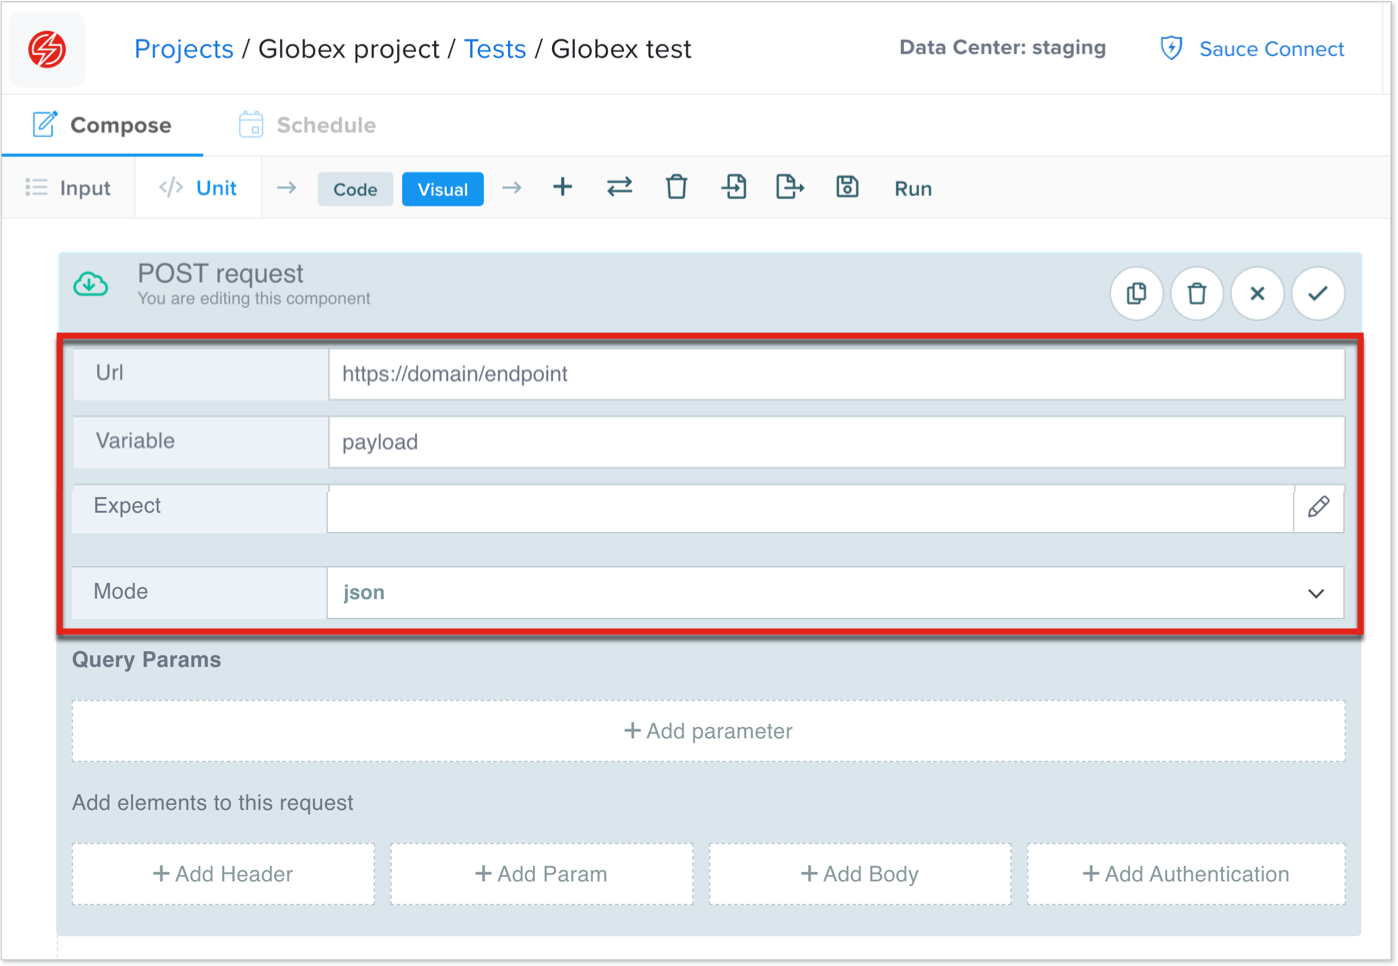 Projects / Globex project / Tests / Globex test
Data Center: staging
Sauce Connect
Compose
Schedule
Input
Unit
Code
Visual
Run
POST request
You are editing this component
Url
https://domain/endpoint
Variable
payload
Expect
Mode
json
Query Params
+ Add parameter
Add elements to this request
+ Add Header
+ Add Param
+ Add Body
+ Add Authentication